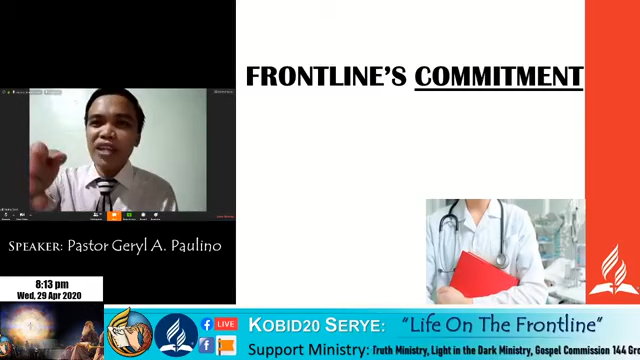 FRONTLINE'S COMMITMENT
SPEAKER: Pastor Geryl A. Paulino
8:13 pm
Wed, 29 Apr 2020
LIVE
KOBID20 SERYE: "Life On The Frontline"
Support Ministry: Truth Ministry, Light in the Dark Ministry, Gospel Commission 144